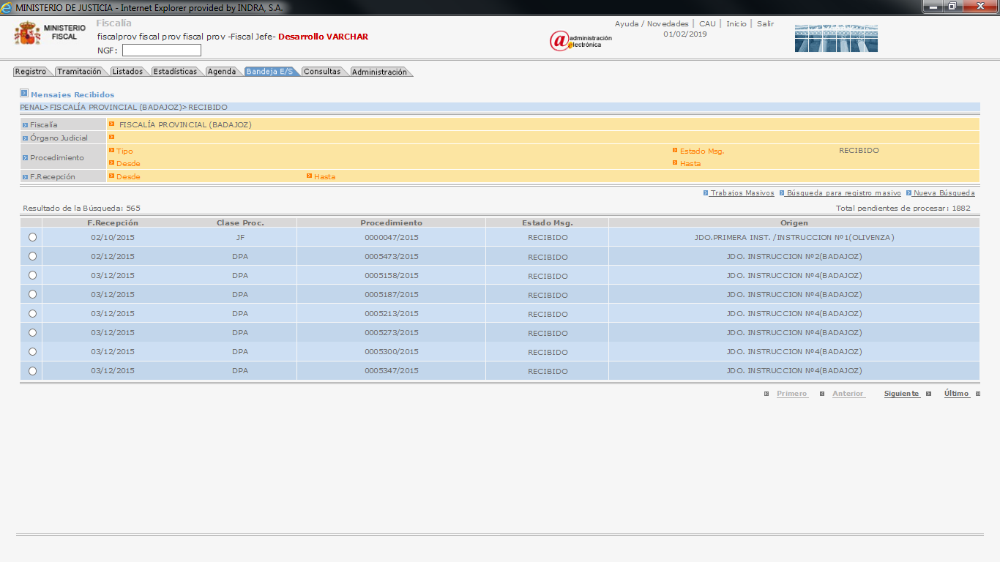 MINISTERIO DE JUSTICIA - Internet Explorer provided by INDRA, S.A.
MINISTERIO FISCAL
Fiscalía
fiscalprov fiscal prov fiscal prov -Fiscal Jefe- Desarrollo VARCHAR
NGF:
administración electrónica
Ayuda / Novedades | CAU | Inicio | Salir
01/02/2019
Registro Tramitación Listados Estadísticas Agenda Bandeja E/S Consultas Administración
Mensajes Recibidos
PENAL>FISCALÍA PROVINCIAL (BADAJOZ)>RECIBIDO
Fiscalía FISCALÍA PROVINCIAL (BADAJOZ)
Órgano Judicial
Procedimiento Tipo Estado Msg. RECIBIDO
Desde Hasta
F.Recepción Desde Hasta
Trabajos Masivos Búsqueda para registro masivo Nueva Búsqueda
Resultado de la Búsqueda: 565 Total pendientes de procesar: 1882
F.Recepción Clase Proc. Procedimiento Estado Msg. Origen
02/10/2015 JF 0000047/2015 RECIBIDO JDO.PRIMERA INST. /INSTRUCCION Nº1(OLIVENZA)
02/12/2015 DPA 0005473/2015 RECIBIDO JDO. INSTRUCCION Nº2(BADAJOZ)
03/12/2015 DPA 0005158/2015 RECIBIDO JDO. INSTRUCCION Nº4(BADAJOZ)
03/12/2015 DPA 0005187/2015 RECIBIDO JDO. INSTRUCCION Nº4(BADAJOZ)
03/12/2015 DPA 0005213/2015 RECIBIDO JDO. INSTRUCCION Nº4(BADAJOZ)
03/12/2015 DPA 0005273/2015 RECIBIDO JDO. INSTRUCCION Nº4(BADAJOZ)
03/12/2015 DPA 0005300/2015 RECIBIDO JDO. INSTRUCCION Nº4(BADAJOZ)
03/12/2015 DPA 0005347/2015 RECIBIDO JDO. INSTRUCCION Nº4(BADAJOZ)
Primero Anterior Siguiente Último